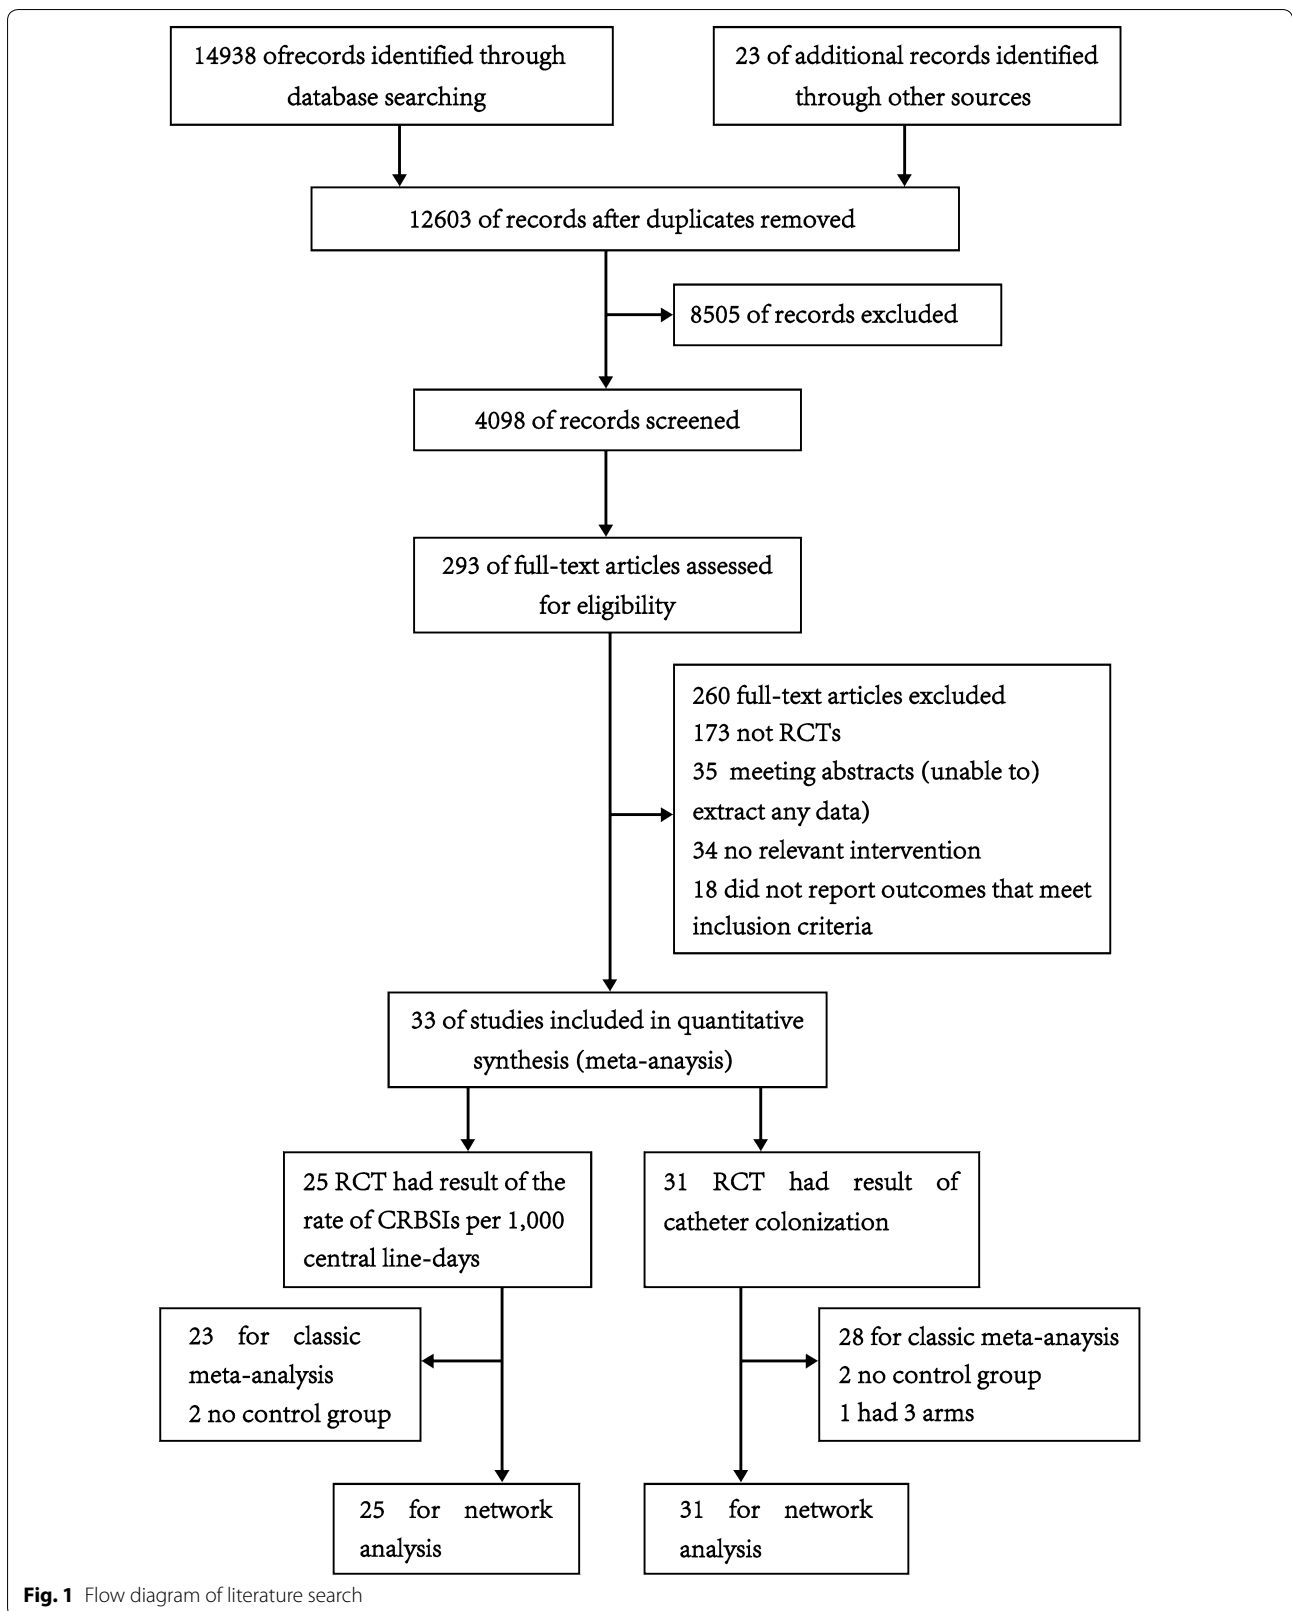 14938 ofrecords identified through
database searching
23 of additional records identified
through other sources
12603 of records after duplicates removed
8505 of records excluded
4098 of records screened
293 of full-text articles assessed
for eligibility
260 full-text articles excluded
173 not RCTs
35 meeting abstracts (unable to)
extract any data)
34 no relevant intervention
18 did not report outcomes that meet
inclusion criteria
33 of studies included in quantitative
synthesis (meta-anaysis)
25 RCT had result of the
rate of CRBSIs per 1,000
central line-days
31 RCT had result of
catheter colonization
23 for classic
meta-analysis
2 no control group
28 for classic meta-anaysis
2 no control group
1 had 3 arms
25 for network
analysis
31 for network
analysis
Fig. 1 Flow diagram of literature search